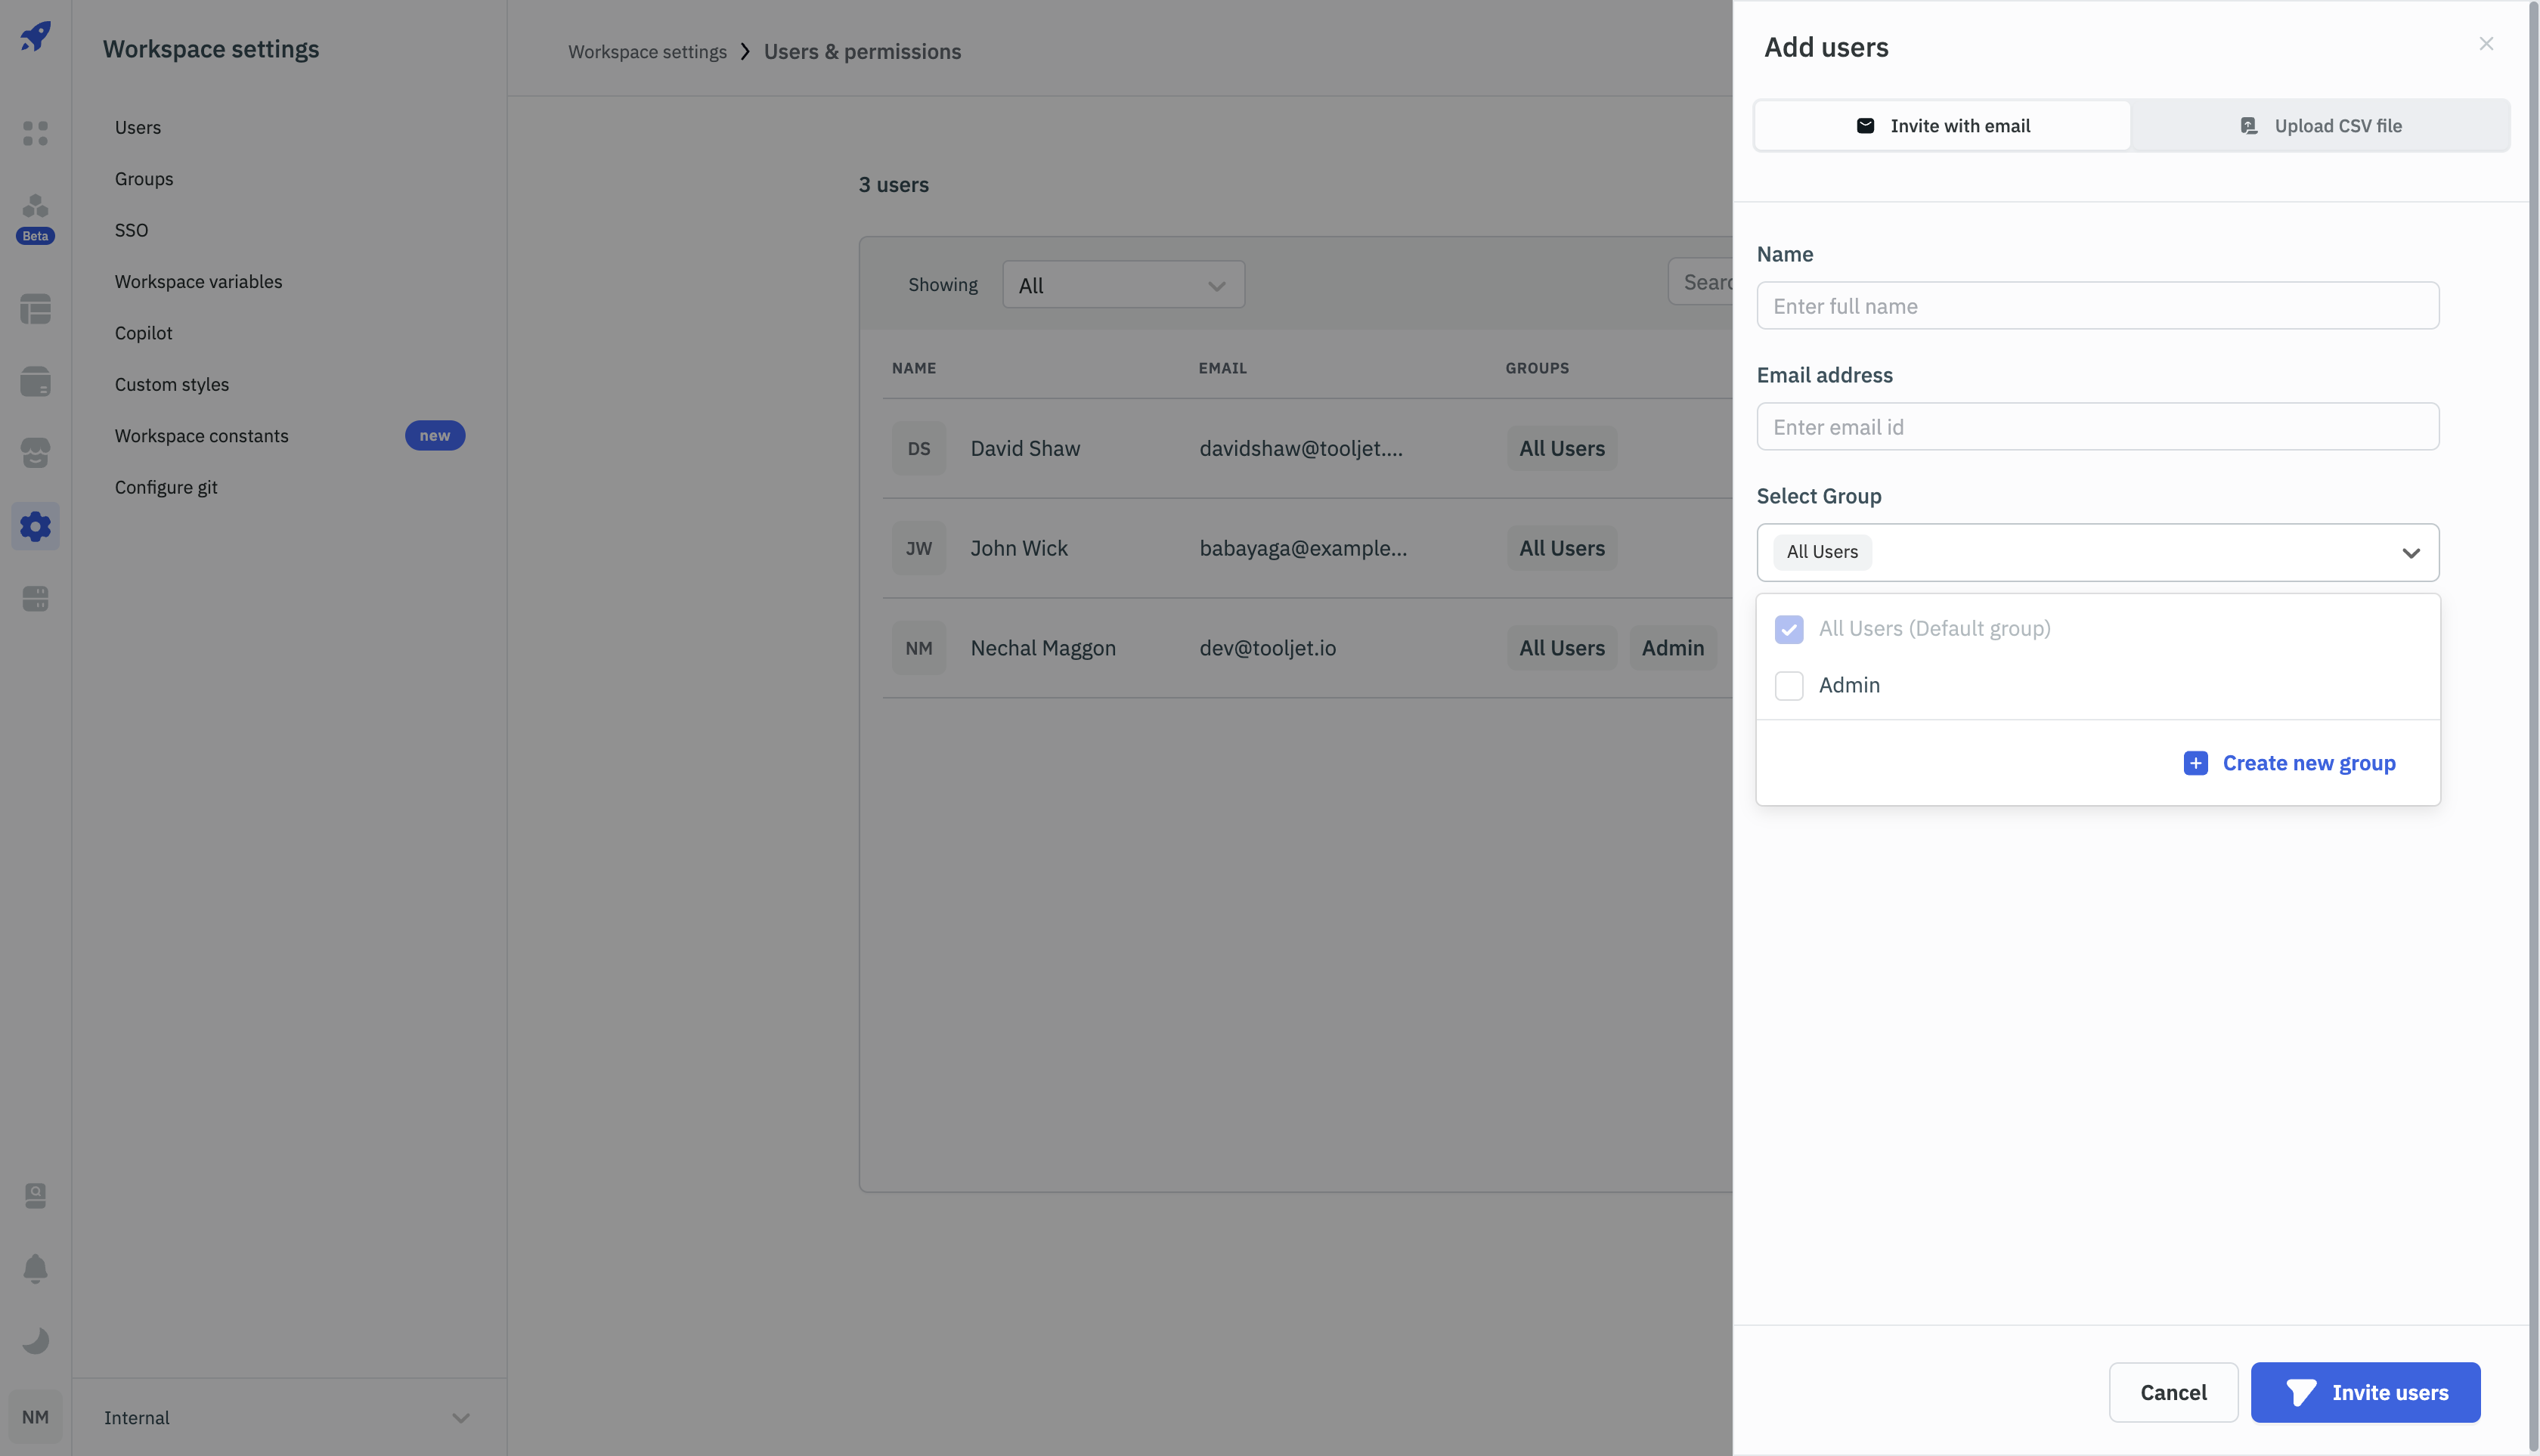 Workspace settings
Beta
Users
Groups
SSO
Workspace variables
Copilot
Custom styles
Workspace constants
new
Configure git
NM
Internal
Workspace settings
Users & permissions
3 users
Showing
All
Searc
NAME
EMAIL
GROUPS
DS
David Shaw
davidshaw@tooljet....
All Users
JW
John Wick
babayaga@example...
All Users
NM
Nechal Maggon
dev@tooljet.io
All Users
Admin
Add users
Invite with email
Upload CSV file
Name
Enter full name
Email address
Enter email id
Select Group
All Users
All Users (Default group)
Admin
Create new group
Cancel
Invite users